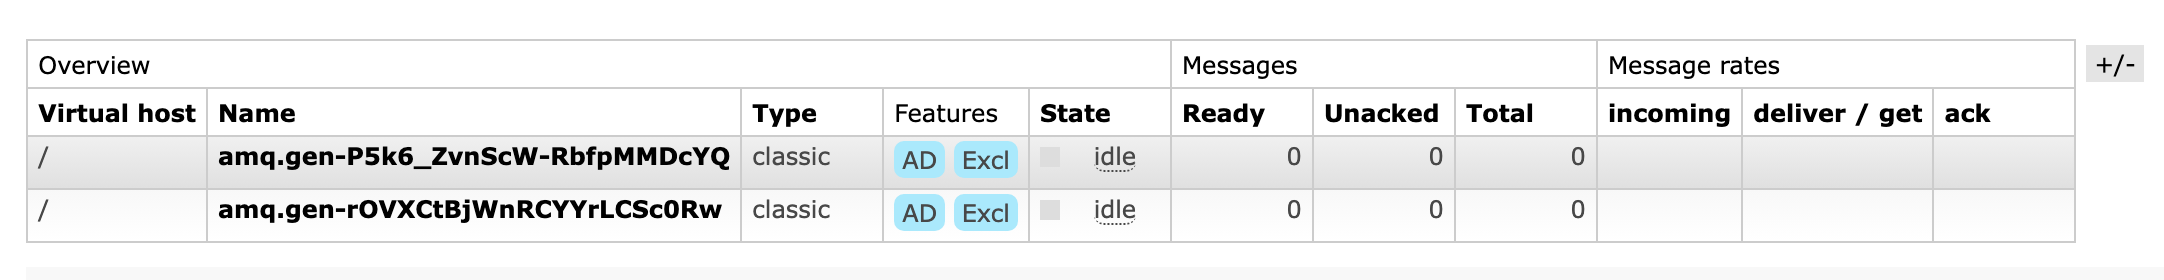 Overview Messages Message rates +/-
Virtual host Name Type Features State Ready Unacked Total incoming deliver / get ack
/ amq.gen-P5k6_ZvnScW-RbfpMMDcYQ classic AD Excl idle 0 0 0
/ amq.gen-rOVXCtBjWnRCYYrLCSc0Rw classic AD Excl idle 0 0 0